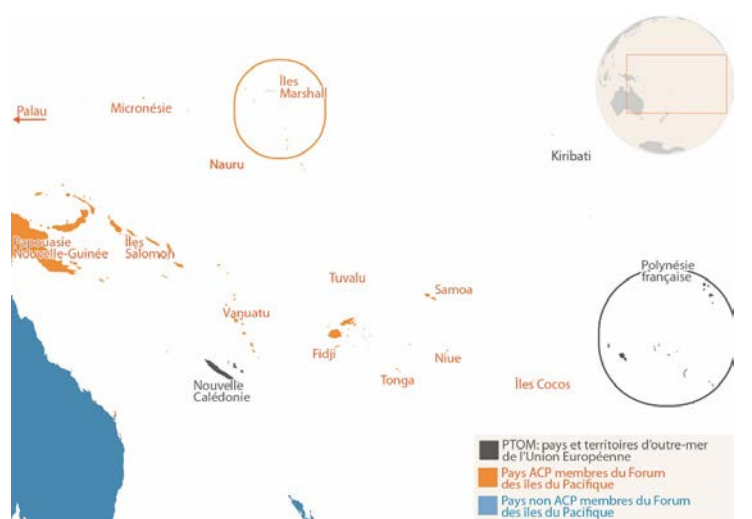 Îles
Marshall
Palau
Micronésie
Nauru
Kiribati
Papouasie
Nouvelle-Guinée
Îles
Salomon
Tuvalu
Samoa
Polynésie
française
Vanuatu
Fidji
Niue
Tonga
Îles Cocos
Nouvelle
Calédonie
PTOM: pays et territoires d'outre-mer
de l'Union Européenne
Pays ACP membres du Forum
des îles du Pacifique
Pays non ACP membres du Forum
des îles du Pacifique